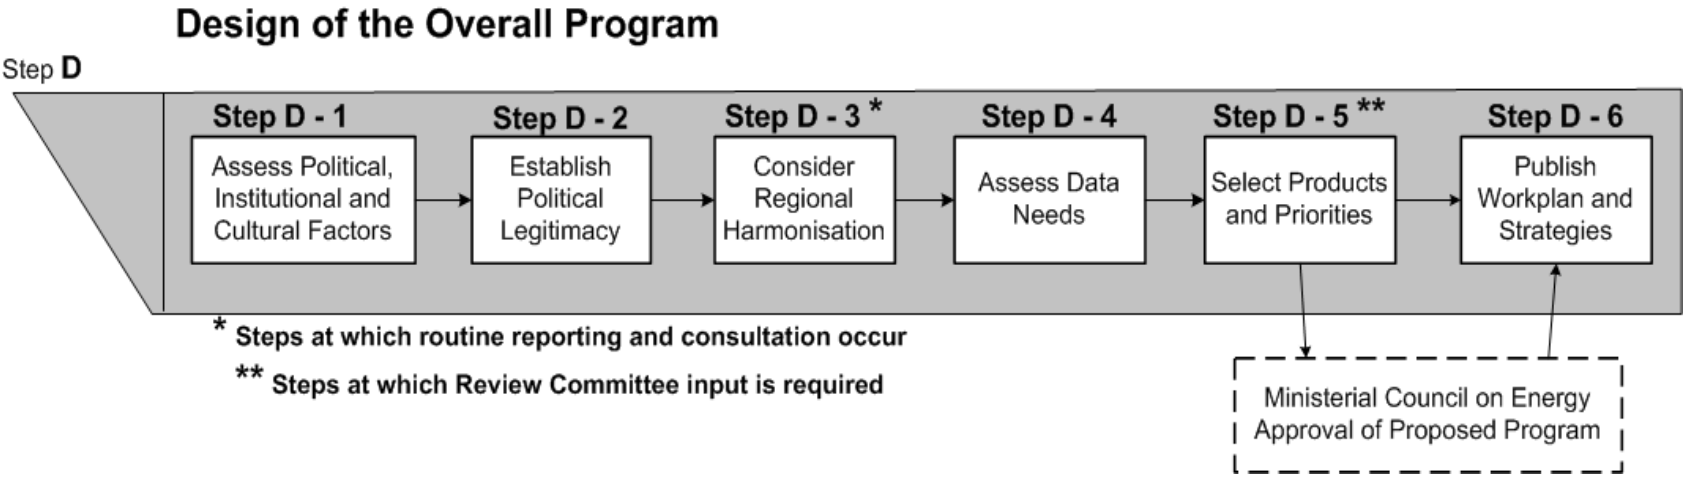 Design of the Overall Program
Step D
Step D - 1
Assess Political,
Institutional and
Cultural Factors
Step D - 2
Establish
Political
Legitimacy
Step D - 3 *
Consider
Regional
Harmonisation
Step D - 4
Assess Data
Needs
Step D - 5 **
Select Products
and Priorities
Step D - 6
Publish
Workplan and
Strategies
* Steps at which routine reporting and consultation occur
** Steps at which Review Committee input is required
Ministerial Council on Energy
Approval of Proposed Program